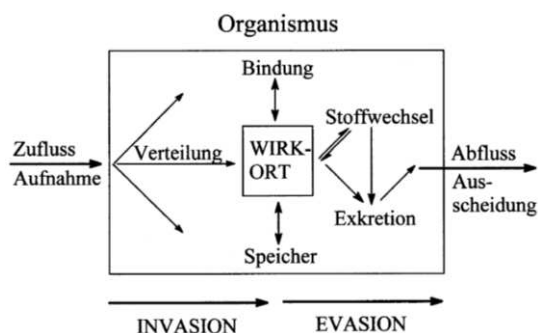 Organismus
Bindung
Stoffwechsel
Zufluss
Aufnahme
Verteilung
WIRK-
ORT
Abfluss
Aus-
scheidung
Exkretion
Speicher
INVASION
EVASION